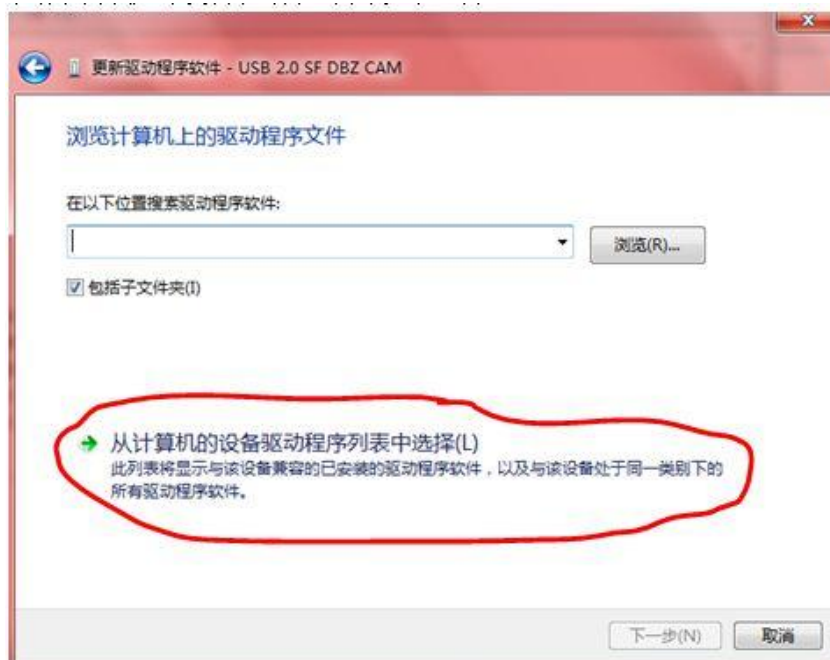 更新驱动程序软件 - USB 2.0 SF DBZ CAM
浏览计算机上的驱动程序文件
在以下位置搜索驱动程序软件:
浏览(R)...
包括子文件夹(I)
从计算机的设备驱动程序列表中选择(L)
此列表将显示与该设备兼容的已安装的驱动程序软件，以及与该设备处于同一类别下的
所有驱动程序软件。
下一步(N)
取消